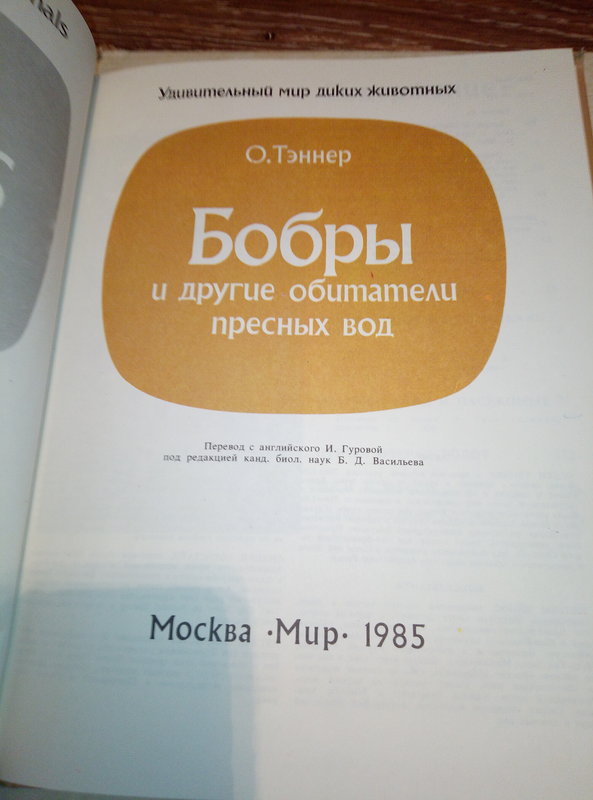 Удивительный мир диких животных
О.Тэннер
Бобры
и другие обитатели
пресных вод
Перевод с английского И. Гуровой
под редакцией канд. биол. наук Б. Д. Васильева
Москва ·Мир· 1985